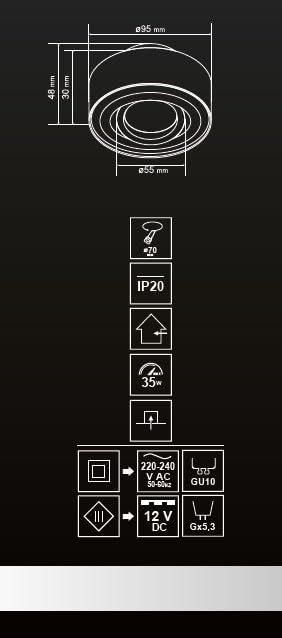 ø95 mm
48 mm
30 mm
ø55 mm
ø70
IP20
35w
220-240
V AC
50-60Hz
GU10
12 V
DC
Gx5,3